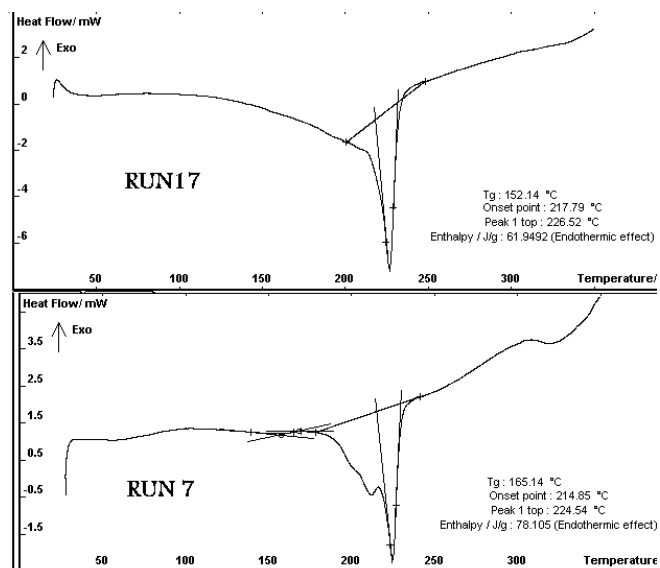 Heat Flow/ mW
Exo
2
0
-2
-4
-6
RUN17
Tg : 152.14 °C
Onset point : 217.79 °C
Peak 1 top : 226.52 °C
Enthalpy / J/g : 61.9492 (Endothermic effect)
50 100 150 200 250 300 Temperature/
Heat Flow/ mW
Exo
3.5
2.5
1.5
0.5
-0.5
-1.5
RUN 7
Tg : 165.14 °C
Onset point : 214.85 °C
Peak 1 top : 224.54 °C
Enthalpy / J/g : 78.105 (Endothermic effect)
50 100 150 200 250 300 Temperature